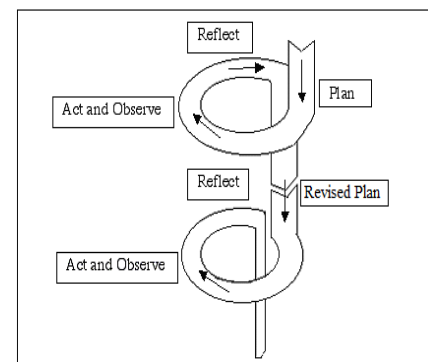 Reflect
Plan
Act and Observe
Reflect
Revised Plan
Act and Observe